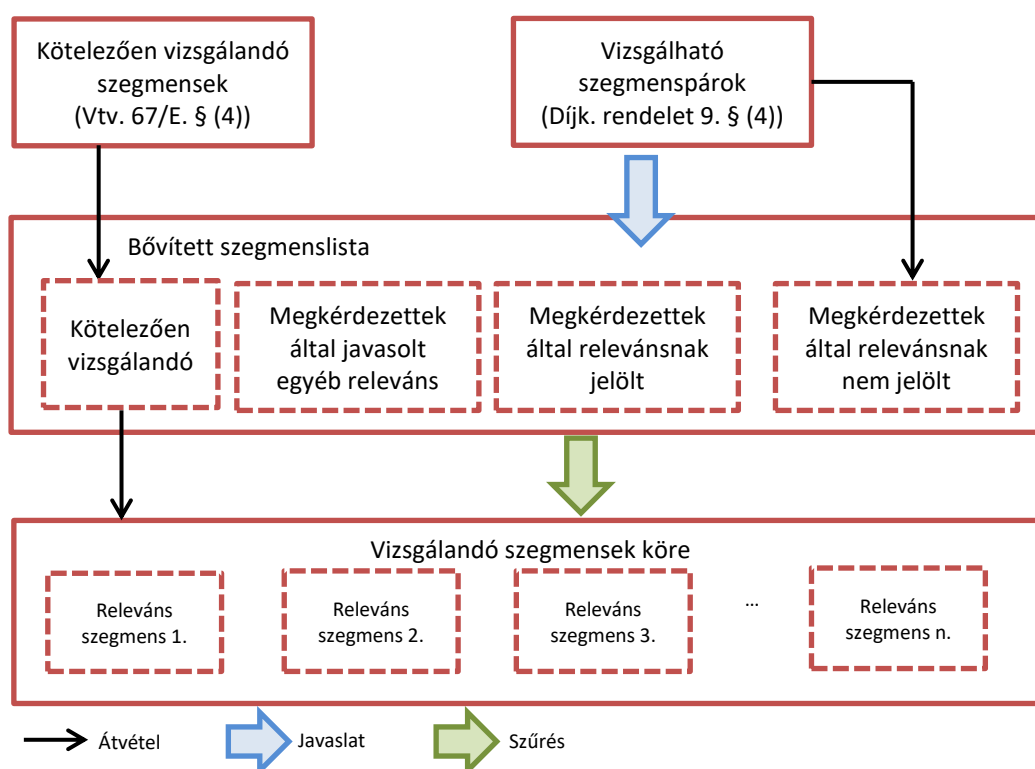 Kötelezően vizsgálandó
szegmensek
(Vtv. 67/E. § (4))
Vizsgálható
szegmenspárok
(Díjk. rendelet 9. § (4))
Bővített szegmenslista
Kötelezően
vizsgálandó
Megkérdezettek
által javasolt
egyéb releváns
Megkérdezettek
által relevánsnak
jelölt
Megkérdezettek
által relevánsnak
nem jelölt
Vizsgálandó szegmensek köre
Releváns
szegmens 1.
Releváns
szegmens 2.
Releváns
szegmens 3.
...
Releváns
szegmens n.
Átvétel
Javaslat
Szűrés